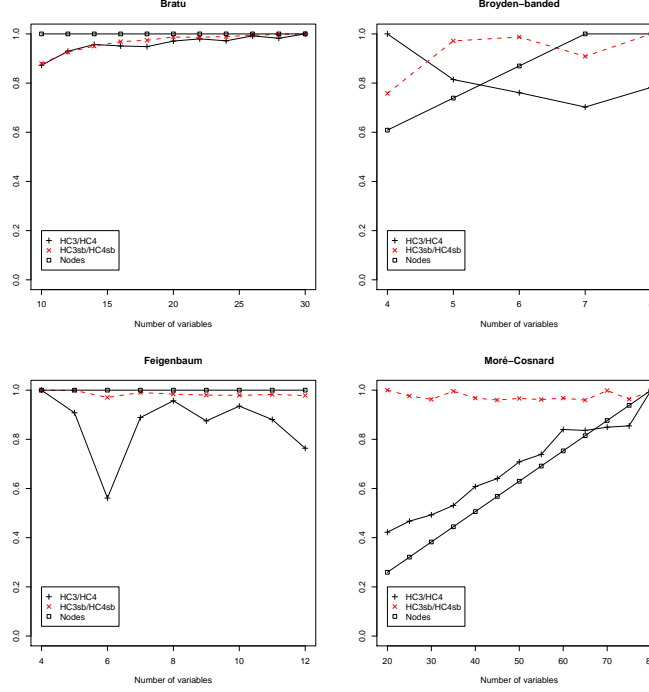 Bratu
1.0
0.8
0.6
0.4
0.2
0.0
HC3/HC4
HC3sb/HC4sb
Nodes
10 15 20 25 30
Number of variables
Broyden−banded
1.0
0.8
0.6
0.4
0.2
0.0
HC3/HC4
HC3sb/HC4sb
Nodes
4 5 6 7
Number of variables
Feigenbaum
1.0
0.8
0.6
0.4
0.2
0.0
HC3/HC4
HC3sb/HC4sb
Nodes
4 6 8 10 12
Number of variables
Moré−Cosnard
1.0
0.8
0.6
0.4
0.2
0.0
HC3/HC4
HC3sb/HC4sb
Nodes
20 30 40 50 60 70
Number of variables